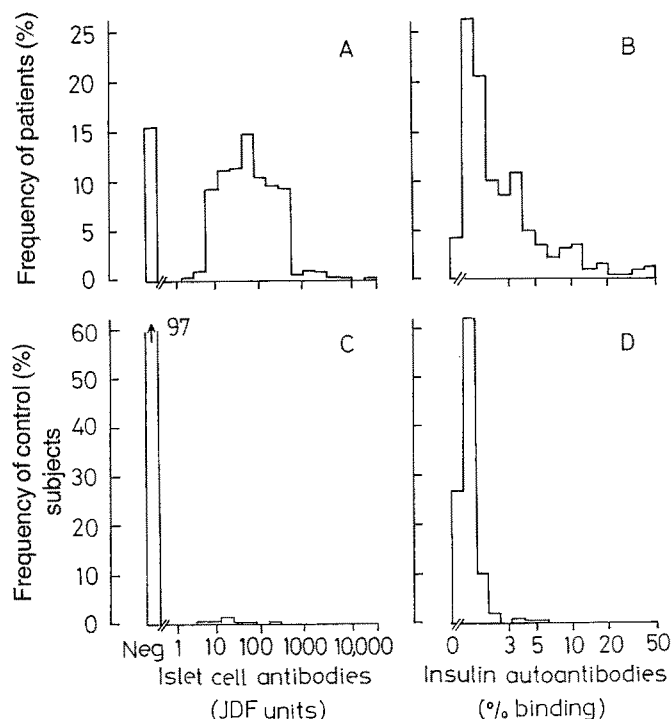 Frequency of patients (%)
25
20
15
10
5
0
A
B
Frequency of control (%)
subjects
60
50
40
30
20
10
0
97
C
D
Neg 1 10 100 1000 10,000
Islet cell antibodies
(JDF units)
0 3 5 10 20 50
Insulin autoantibodies
(% binding)